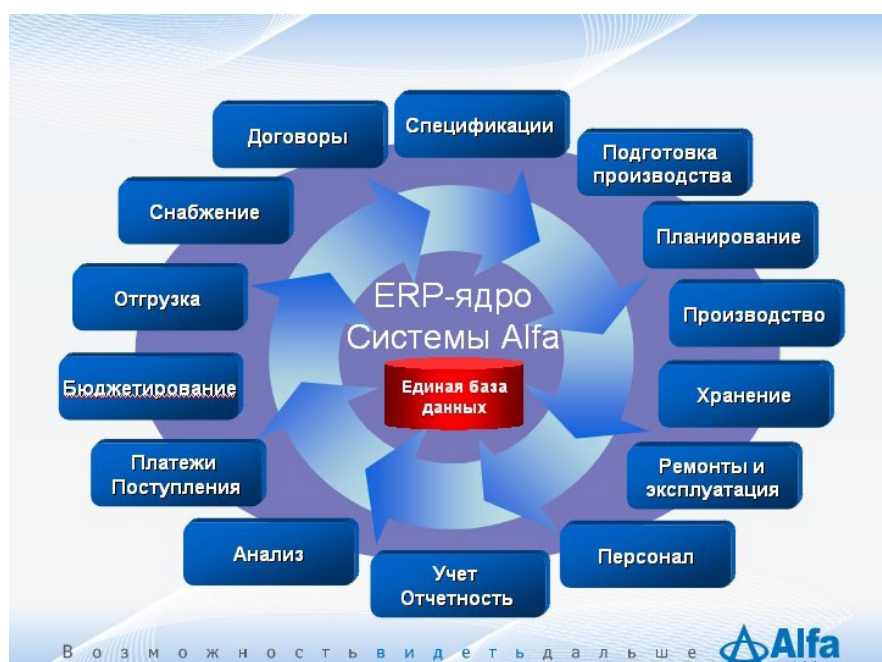 Договоры
Спецификации
Подготовка
производства
Снабжение
Планирование
Отгрузка
Производство
ERP-ядро
Системы Alfa
Единая база
данных
Бюджетирование
Хранение
Платежи
Поступления
Ремонты и
эксплуатация
Анализ
Учет
Отчетность
Персонал
Возможность видеть дальше
Alfa